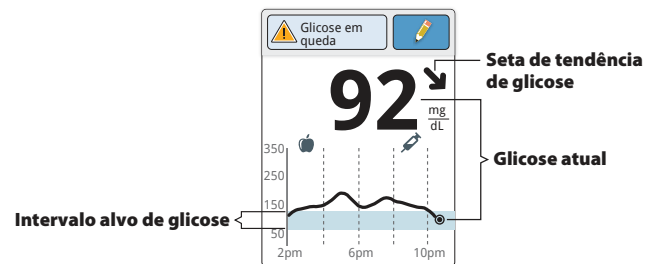 Glicose em
queda
Seta de tendência
de glicose
92
mg
dL
Glicose atual
350
250
150
50
Intervalo alvo de glicose
2pm 6pm 10pm